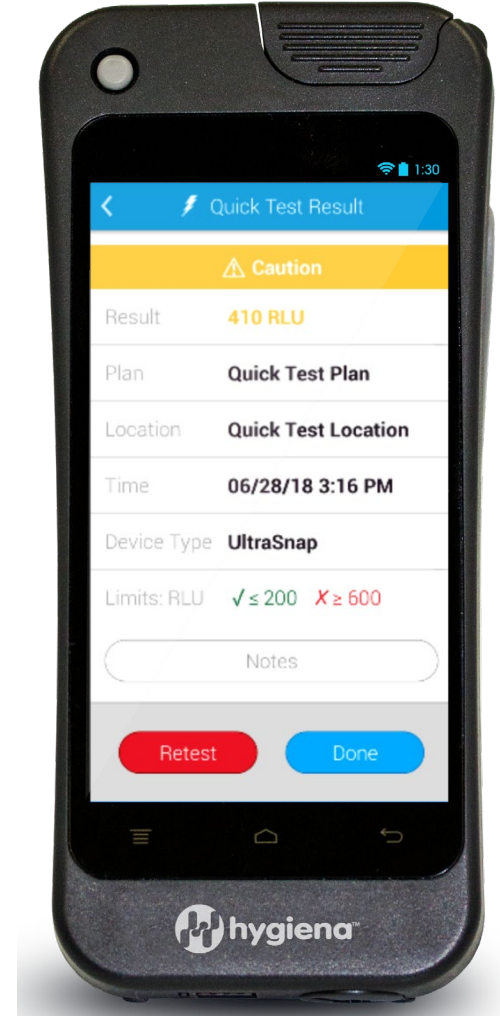 1:30
Quick Test Result
Caution
Result 410 RLU
Plan Quick Test Plan
Location Quick Test Location
Time 06/28/18 3:16 PM
Device Type UltraSnap
Limits: RLU √ ≤ 200 ✗ ≥ 600
Notes
Retest Done
hygiena™